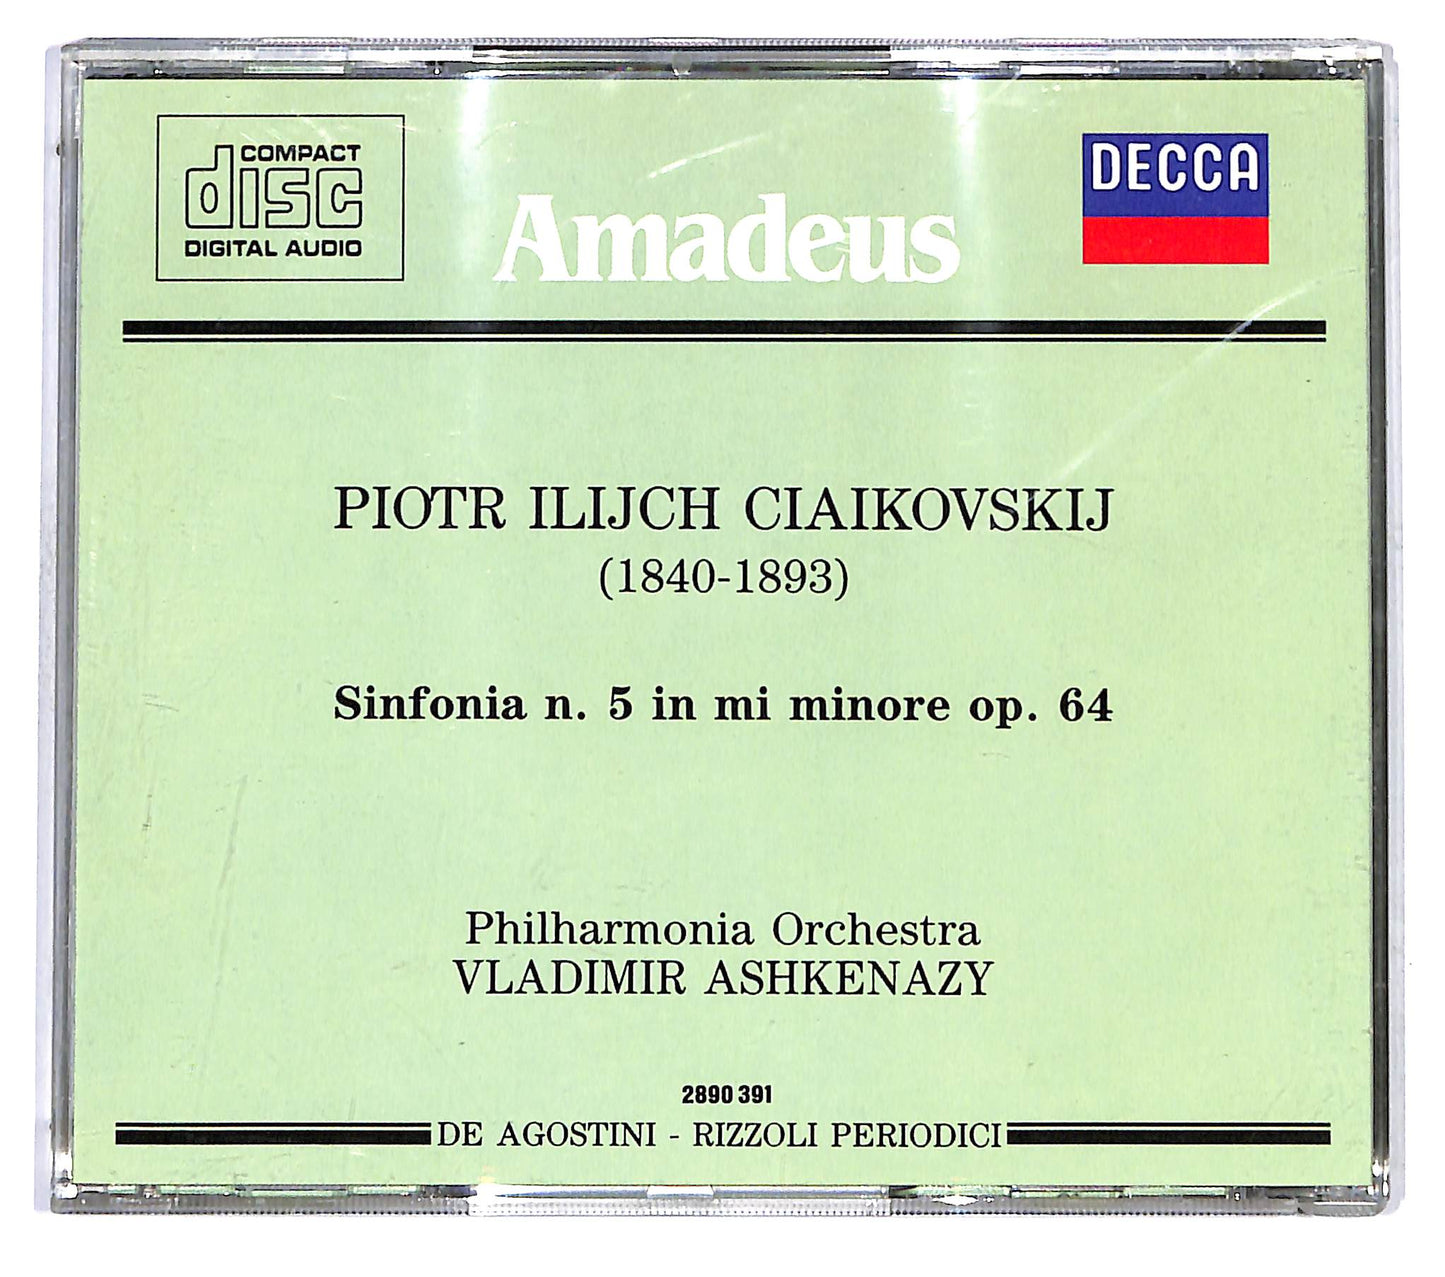 COMPACT
disc
DIGITAL AUDIO
Amadeus
DECCA
PIOTR ILIJCH CIAIKOVSKIJ
(1840-1893)
Sinfonia n. 5 in mi minore op. 64
Philharmonia Orchestra
VLADIMIR ASHKENAZY
2890 391
DE AGOSTINI - RIZZOLI PERIODICI